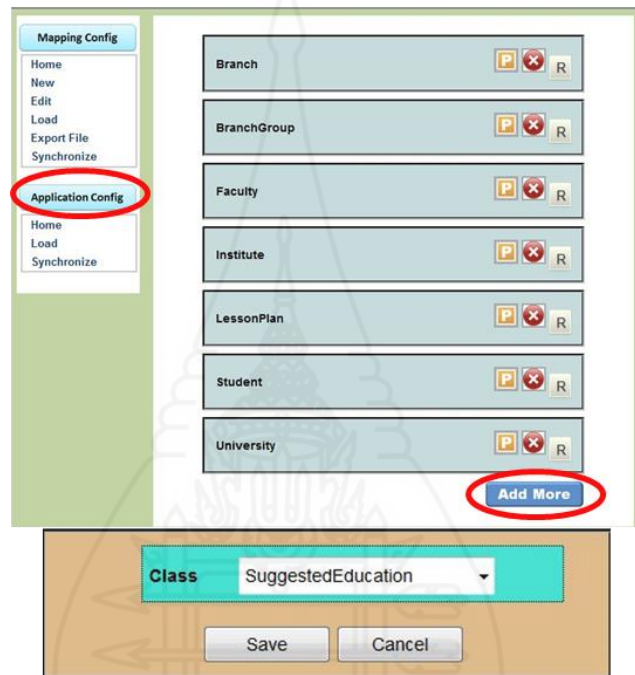 Mapping Config
Home
New
Edit
Load
Export File
Synchronize
Application Config
Home
Load
Synchronize
Branch P R
BranchGroup P R
Faculty P R
Institute P R
LessonPlan P R
Student P R
University P R
Add More
Class SuggestedEducation
Save Cancel